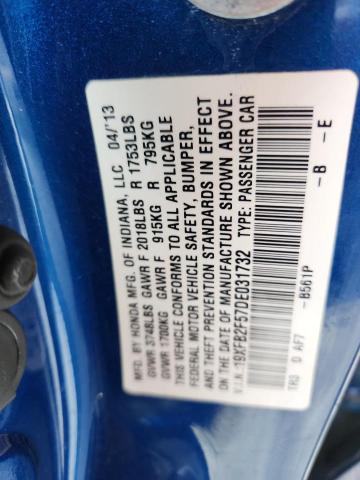 MFD. BY HONDA MFG. OF INDIANA, LLC 04/'13
GVWR 3748LBS GAWR F 2018LBS R 1753LBS
GVWR 1700KG GAWR F 915KG R 795KG
THIS VEHICLE CONFORMS TO ALL APPLICABLE
FEDERAL MOTOR VEHICLE SAFETY, BUMPER,
AND THEFT PREVENTION STANDARDS IN EFFECT
ON THE DATE OF MANUFACTURE SHOWN ABOVE.
V.I.N. 19XFB2F57DE031732 TYPE: PASSENGER CAR
TR3 D AF7 -B561P -B -E